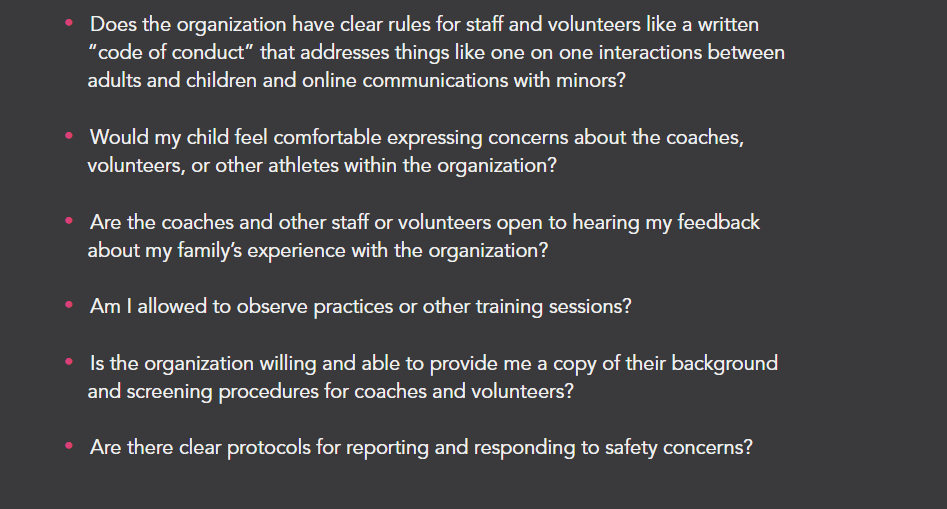 • Does the organization have clear rules for staff and volunteers like a written
“code of conduct” that addresses things like one on one interactions between
adults and children and online communications with minors?
• Would my child feel comfortable expressing concerns about the coaches,
volunteers, or other athletes within the organization?
• Are the coaches and other staff or volunteers open to hearing my feedback
about my family’s experience with the organization?
• Am I allowed to observe practices or other training sessions?
• Is the organization willing and able to provide me a copy of their background
and screening procedures for coaches and volunteers?
• Are there clear protocols for reporting and responding to safety concerns?